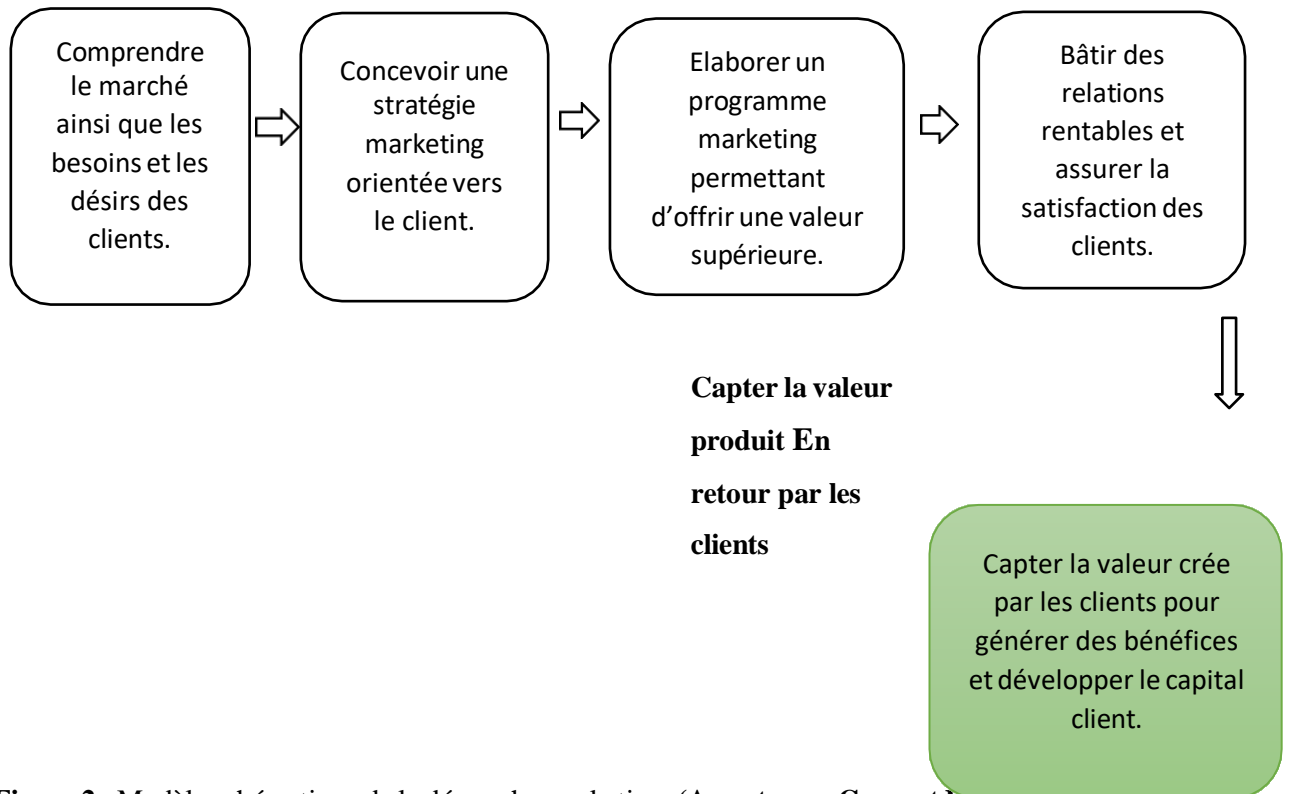 Comprendre
le marché
ainsi que les
besoins et les
désirs des
clients.
Concevoir une
stratégie
marketing
orientée vers
le client.
Elaborer un
programme
marketing
permettant
d’offrir une valeur
supérieure.
Bâtir des
relations
rentables et
assurer la
satisfaction des
clients.
Capter la valeur
produit En
retour par les
clients
Capter la valeur crée
par les clients pour
générer des bénéfices
et développer le capital
client.